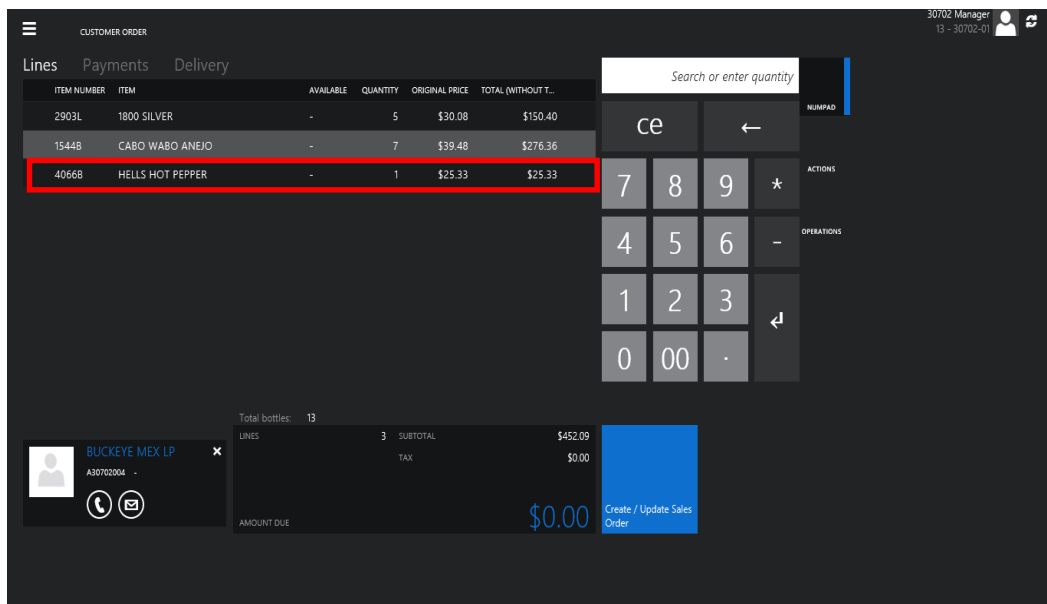 30702 Manager
13 - 30702-01
CUSTOMER ORDER
Lines Payments Delivery
ITEM NUMBER ITEM AVAILABLE QUANTITY ORIGINAL PRICE TOTAL (WITHOUT T...
2903L 1800 SILVER - 5 $30.08 $150.40
1544B CABO WABO ANEJO - 7 $39.48 $276.36
4066B HELLS HOT PEPPER - 1 $25.33 $25.33
Search or enter quantity
NUMPAD
ACTIONS
OPERATIONS
ce ←
7 8 9 *
4 5 6 -
1 2 3
0 00 .
Total bottles: 13
LINES 3 SUBTOTAL $452.09
TAX $0.00
AMOUNT DUE $0.00
BUCKEYE MEX LP ×
A30702004 -
Create / Update Sales
Order